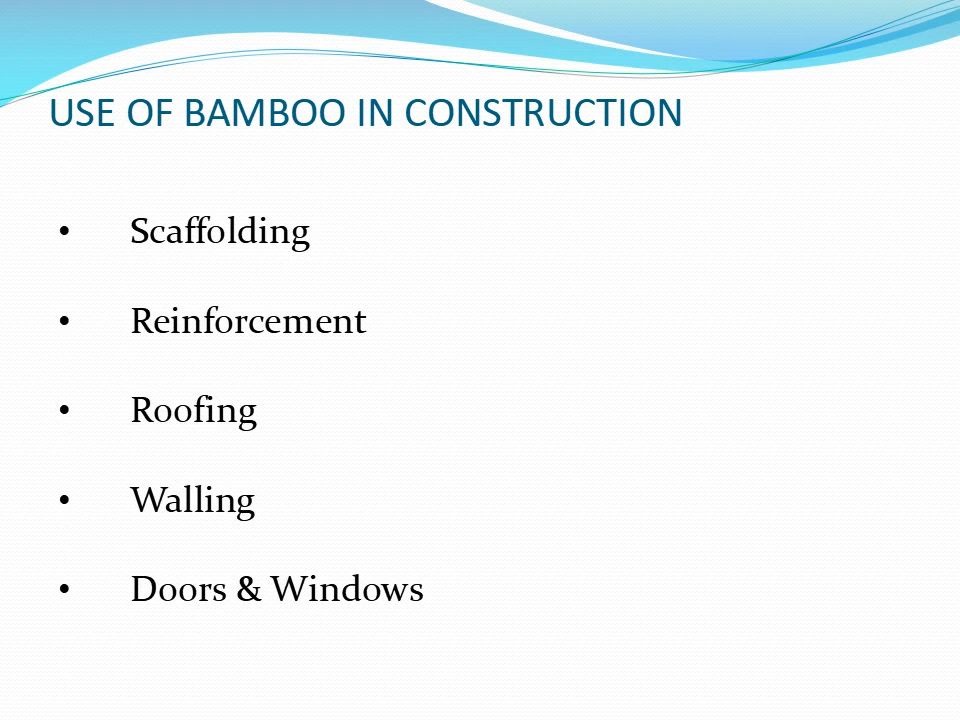 USE OF BAMBOO IN CONSTRUCTION
• Scaffolding
• Reinforcement
• Roofing
• Walling
• Doors & Windows